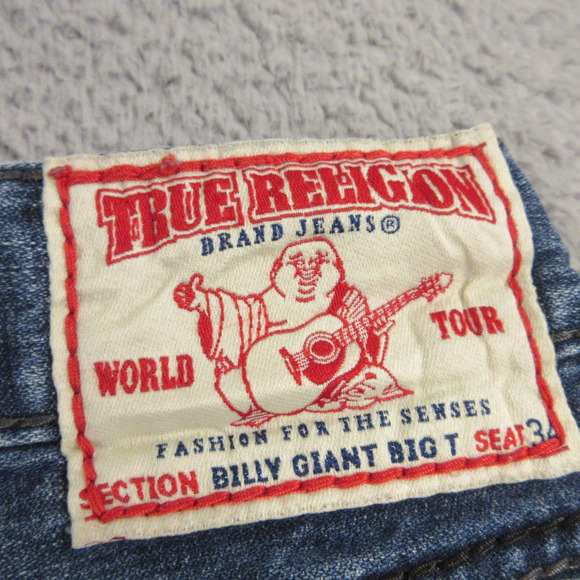 TRUE RELIGION
BRAND JEANS®
WORLD TOUR
FASHION FOR THE SENSES
SECTION BILLY GIANT BIG T SEAT 34